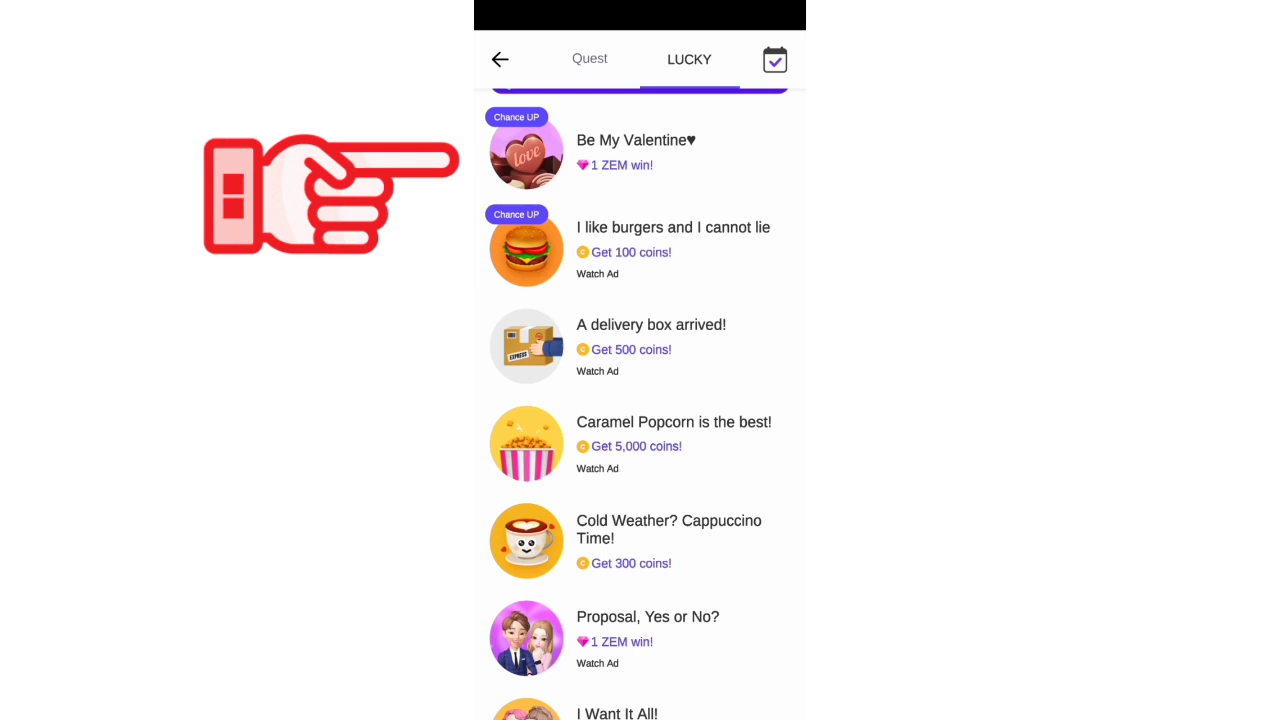 Quest
LUCKY
Chance UP
Be My Valentine♥
1 ZEM win!
love
Chance UP
I like burgers and I cannot lie
C Get 100 coins!
Watch Ad
A delivery box arrived!
C Get 500 coins!
EXPRESS
Watch Ad
Caramel Popcorn is the best!
C Get 5,000 coins!
Watch Ad
Cold Weather? Cappuccino
Time!
C Get 300 coins!
Proposal, Yes or No?
1 ZEM win!
Watch Ad
I Want It All!